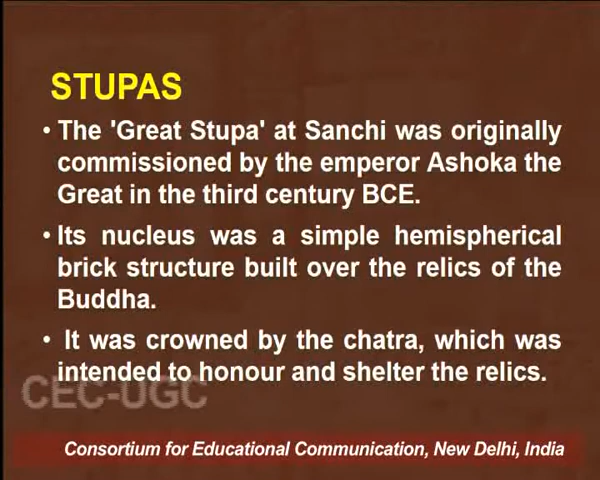 STUPAS
• The 'Great Stupa' at Sanchi was originally
commissioned by the emperor Ashoka the
Great in the third century BCE.
• Its nucleus was a simple hemispherical
brick structure built over the relics of the
Buddha.
• It was crowned by the chatra, which was
intended to honour and shelter the relics.
CEC-UGC
Consortium for Educational Communication, New Delhi, India